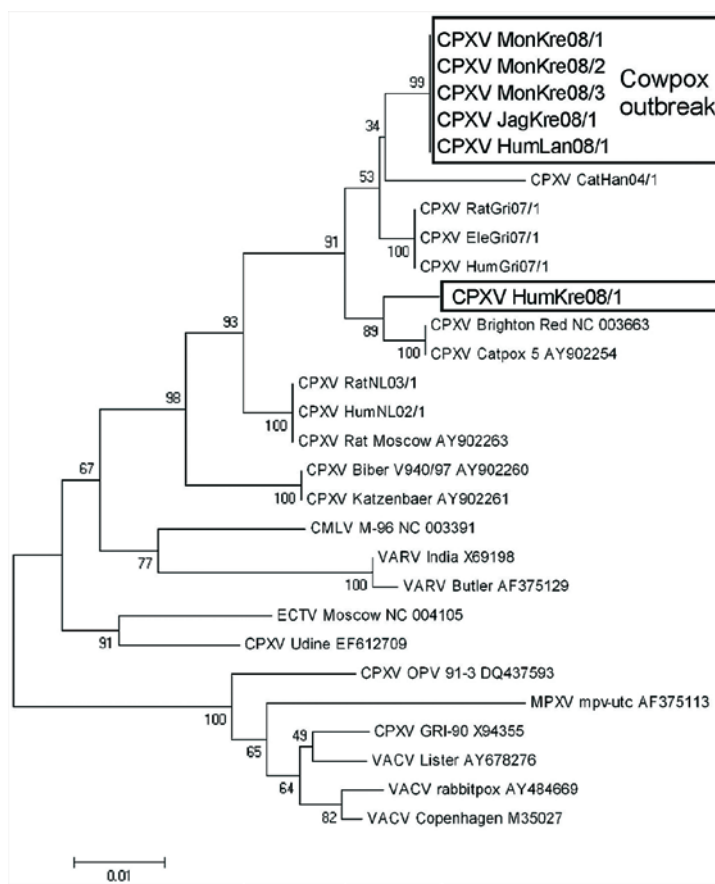 CPXV MonKre08/1
CPXV MonKre08/2
CPXV MonKre08/3
CPXV JagKre08/1
CPXV HumLan08/1
Cowpox
outbreak
99
34
CPXV CatHan04/1
53
CPXV RatGri07/1
CPXV EleGri07/1
100
CPXV HumGri07/1
91
CPXV HumKre08/1
89
CPXV Brighton Red NC 003663
100
CPXV Catpox 5 AY902254
93
CPXV RatNL03/1
CPXV HumNL02/1
100
CPXV Rat Moscow AY902263
98
CPXV Biber V940/97 AY902260
100
CPXV Katzenbaer AY902261
67
CMLV M-96 NC 003391
77
VARV India X69198
100
VARV Butler AF375129
ECTV Moscow NC 004105
91
CPXV Udine EF612709
CPXV OPV 91-3 DQ437593
100
MPXV mpv-utc AF375113
65
CPXV GRI-90 X94355
49
VACV Lister AY678276
64
VACV rabbitpox AY484669
82
VACV Copenhagen M35027
0.01